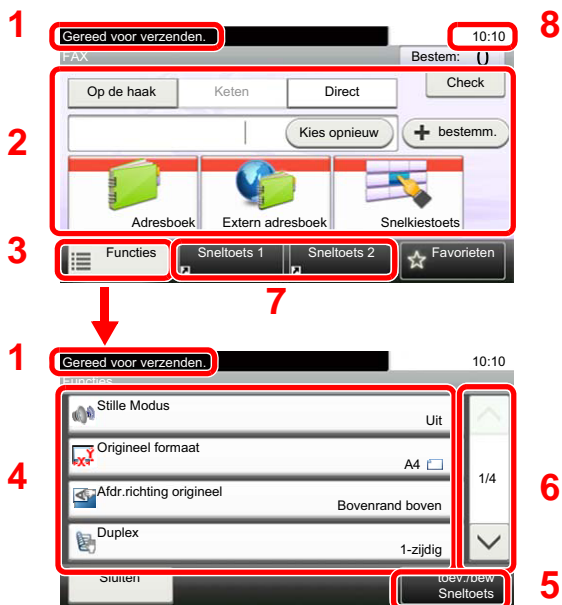 1
Gereed voor verzenden.
10:10
8
FAX
Bestem: ()
Op de haak
Keten
Direct
Check
2
Kies opnieuw
+ bestemm.
Adresboek
Extern adresboek
Snelkiestoets
3
Functies
Sneltoets 1
Sneltoets 2
Favorieten
7
1
Gereed voor verzenden.
10:10
Functies
4
Stille Modus
Uit
Origineel formaat
A4
Afdr.richting origineel
Bovenrand boven
Duplex
1-zijdig
1/4
6
Sluiten
toev./bew
Sneltoets
5